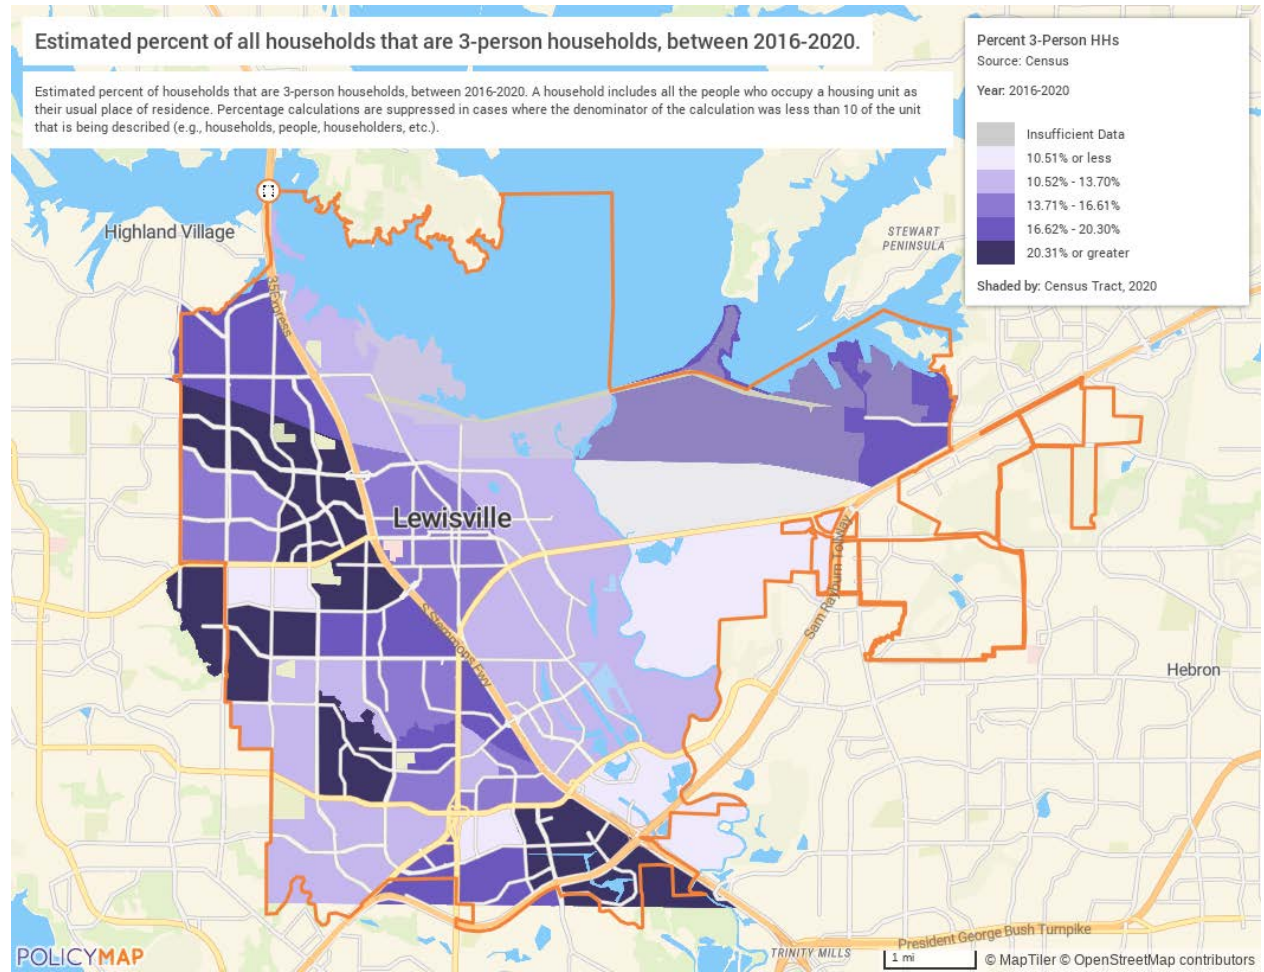 Estimated percent of all households that are 3-person households, between 2016-2020.
Estimated percent of households that are 3-person households, between 2016-2020. A household includes all the people who occupy a housing unit as
their usual place of residence. Percentage calculations are suppressed in cases where the denominator of the calculation was less than 10 of the unit
that is being described (e.g., households, people, householders, etc.).
Percent 3-Person HHs
Source: Census
Year: 2016-2020
Insufficient Data
10.51% or less
10.52% - 13.70%
13.71% - 16.61%
16.62% - 20.30%
20.31% or greater
Shaded by: Census Tract, 2020
Highland Village
STEWART
PENINSULA
35Express
Lewisville
Sam Rayburn Tollway
S Stemmons Fwy
Hebron
President George Bush Turnpike
TRINITY MILLS
POLICYMAP
1 mi
© MapTiler © OpenStreetMap contributors